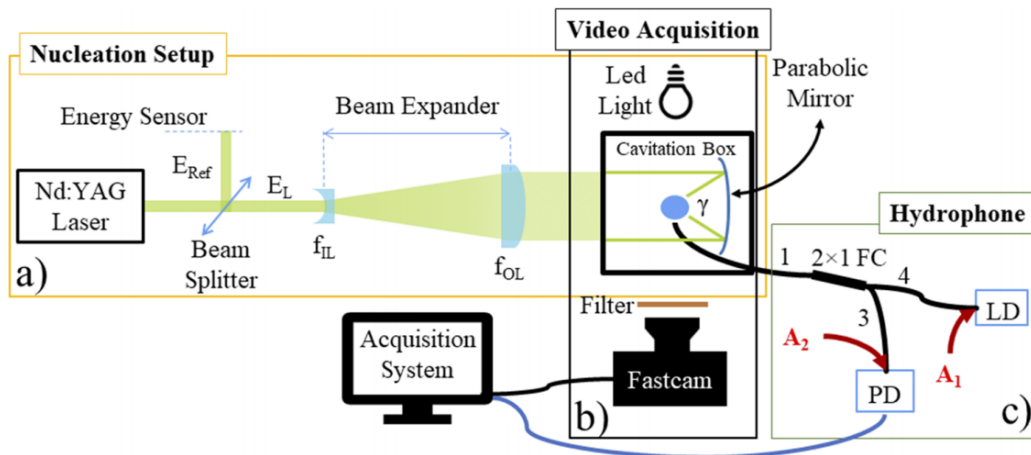 Nucleation Setup
Video Acquisition
Energy Sensor
Beam Expander
Led
Light
Parabolic
Mirror
Nd:YAG
Laser
E_Ref
E_L
Beam
Splitter
f_IL
f_OL
Cavitation Box
γ
a)
Hydrophone
1
2×1 FC
4
3
LD
A_2
A_1
PD
c)
Filter
Acquisition
System
Fastcam
b)